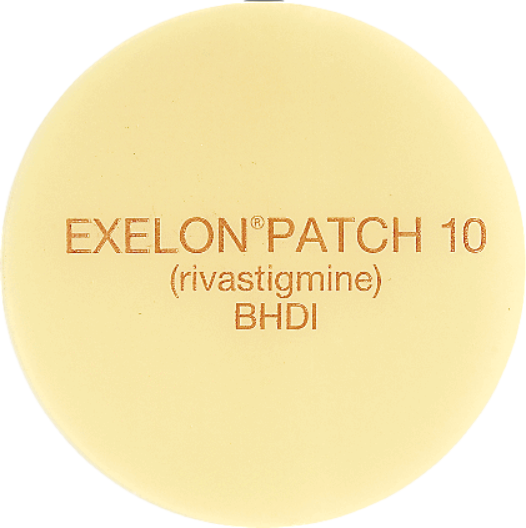 EXELON® PATCH 10
(rivastigmine)
BHDI